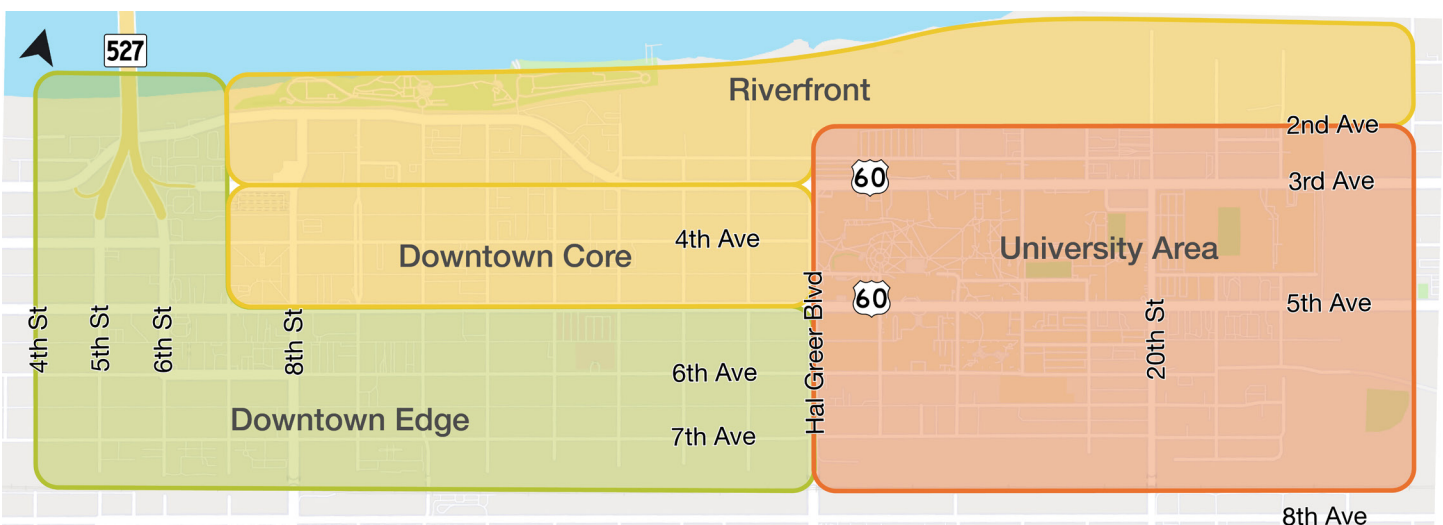 527
Riverfront
2nd Ave
60
3rd Ave
4th Ave
Downtown Core
University Area
60
5th Ave
4th St
5th St
6th St
8th St
Hal Greer Blvd
20th St
6th Ave
Downtown Edge
7th Ave
8th Ave